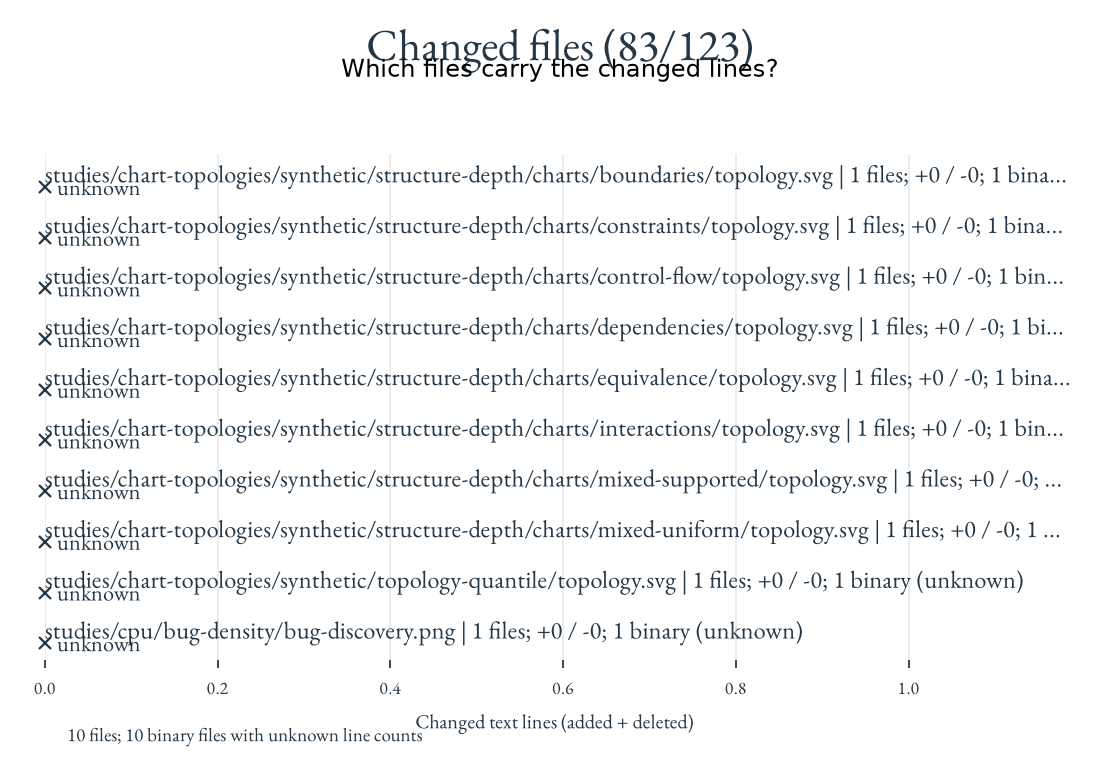 Changed files (83/123)
Which files carry the changed lines?
studies/chart-topologies/synthetic/structure-depth/charts/boundaries/topology.svg | 1 files; +0 / -0; 1 bina...
unknown
studies/chart-topologies/synthetic/structure-depth/charts/constraints/topology.svg | 1 files; +0 / -0; 1 bina...
unknown
studies/chart-topologies/synthetic/structure-depth/charts/control-flow/topology.svg | 1 files; +0 / -0; 1 bin...
unknown
studies/chart-topologies/synthetic/structure-depth/charts/dependencies/topology.svg | 1 files; +0 / -0; 1 bi...
unknown
studies/chart-topologies/synthetic/structure-depth/charts/equivalence/topology.svg | 1 files; +0 / -0; 1 bina...
unknown
studies/chart-topologies/synthetic/structure-depth/charts/interactions/topology.svg | 1 files; +0 / -0; 1 bin...
unknown
studies/chart-topologies/synthetic/structure-depth/charts/mixed-supported/topology.svg | 1 files; +0 / -0; ...
unknown
studies/chart-topologies/synthetic/structure-depth/charts/mixed-uniform/topology.svg | 1 files; +0 / -0; 1 ...
unknown
studies/chart-topologies/synthetic/topology-quantile/topology.svg | 1 files; +0 / -0; 1 binary (unknown)
unknown
studies/cpu/bug-density/bug-discovery.png | 1 files; +0 / -0; 1 binary (unknown)
unknown
0.0 0.2 0.4 0.6 0.8 1.0
Changed text lines (added + deleted)
10 files; 10 binary files with unknown line counts